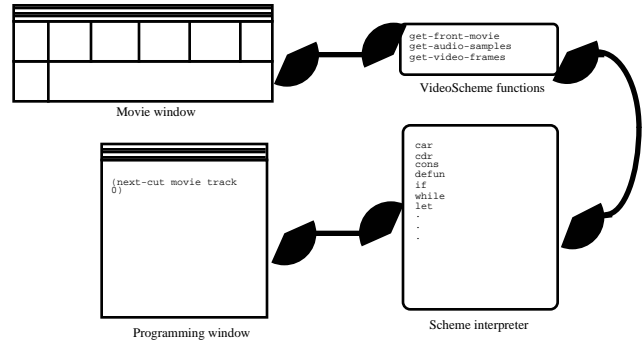 get-front-movie
get-audio-samples
get-video-frames
Movie window
VideoScheme functions
(next-cut movie track
0)
car
cdr
cons
defun
if
while
let
.
.
.
Programming window
Scheme interpreter